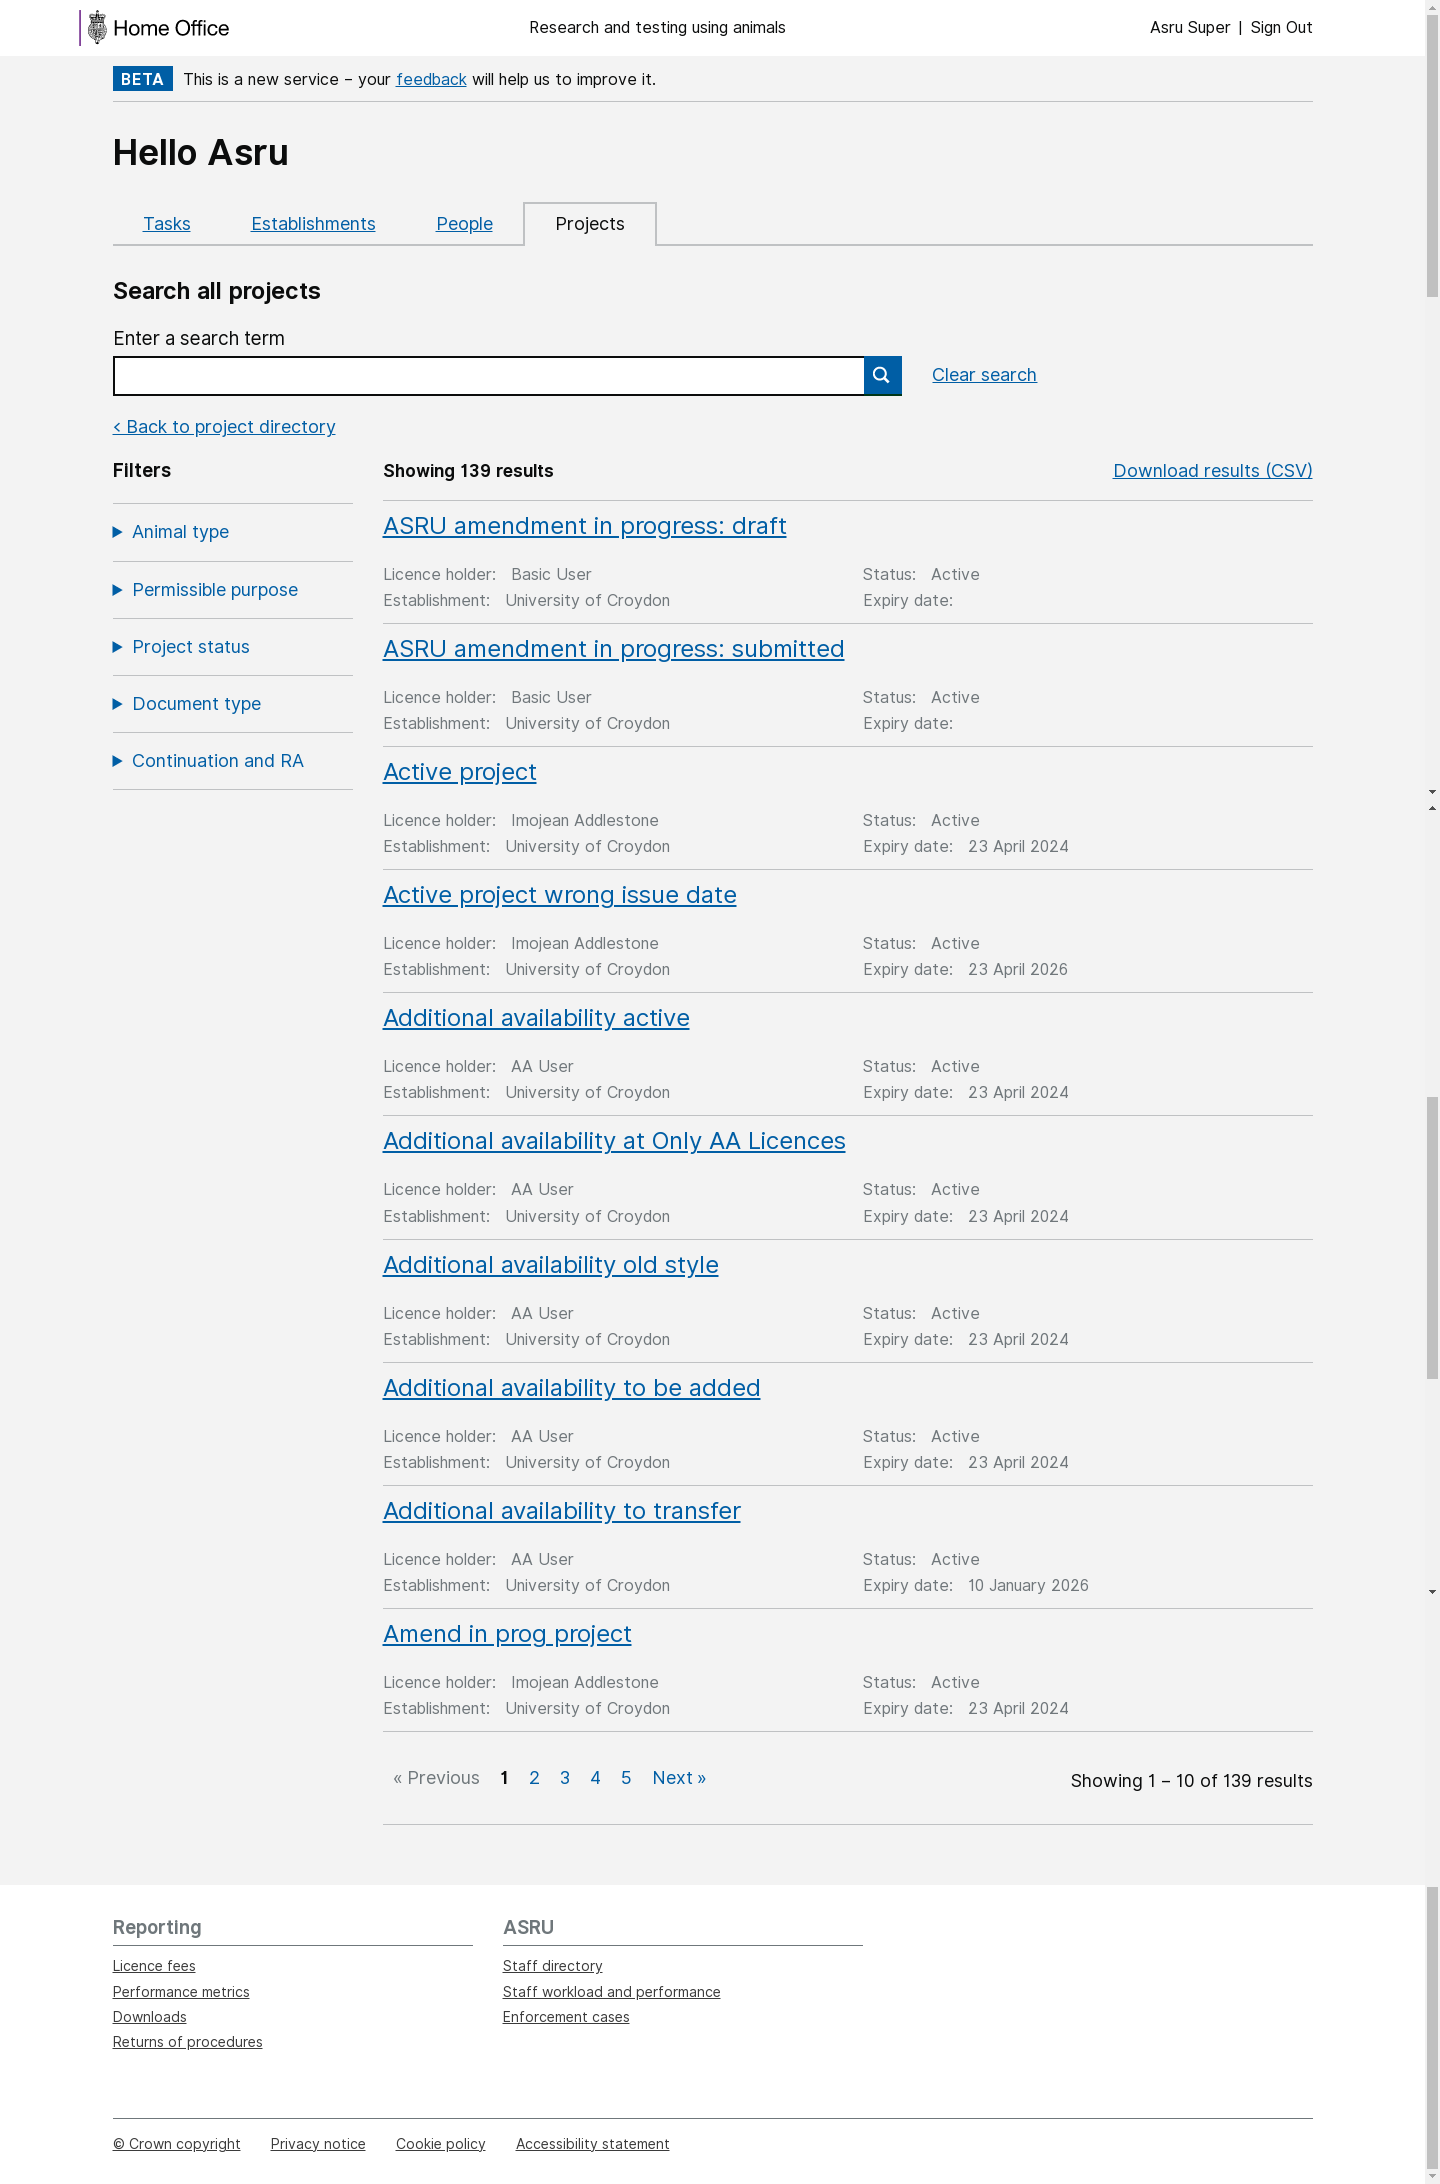 Home Office
Research and testing using animals
Asru Super | Sign Out
BETA This is a new service – your feedback will help us to improve it.
Hello Asru
Tasks Establishments People Projects
Search all projects
Enter a search term
Clear search
< Back to project directory
Filters
Animal type
Permissible purpose
Project status
Document type
Continuation and RA
Showing 139 results
Download results (CSV)
ASRU amendment in progress: draft
Licence holder: Basic User Status: Active
Establishment: University of Croydon Expiry date:
ASRU amendment in progress: submitted
Licence holder: Basic User Status: Active
Establishment: University of Croydon Expiry date:
Active project
Licence holder: Imojean Addlestone Status: Active
Establishment: University of Croydon Expiry date: 23 April 2024
Active project wrong issue date
Licence holder: Imojean Addlestone Status: Active
Establishment: University of Croydon Expiry date: 23 April 2026
Additional availability active
Licence holder: AA User Status: Active
Establishment: University of Croydon Expiry date: 23 April 2024
Additional availability at Only AA Licences
Licence holder: AA User Status: Active
Establishment: University of Croydon Expiry date: 23 April 2024
Additional availability old style
Licence holder: AA User Status: Active
Establishment: University of Croydon Expiry date: 23 April 2024
Additional availability to be added
Licence holder: AA User Status: Active
Establishment: University of Croydon Expiry date: 23 April 2024
Additional availability to transfer
Licence holder: AA User Status: Active
Establishment: University of Croydon Expiry date: 10 January 2026
Amend in prog project
Licence holder: Imojean Addlestone Status: Active
Establishment: University of Croydon Expiry date: 23 April 2024
« Previous 1 2 3 4 5 Next »
Showing 1 – 10 of 139 results
Reporting
Licence fees
Performance metrics
Downloads
Returns of procedures
ASRU
Staff directory
Staff workload and performance
Enforcement cases
© Crown copyright Privacy notice Cookie policy Accessibility statement